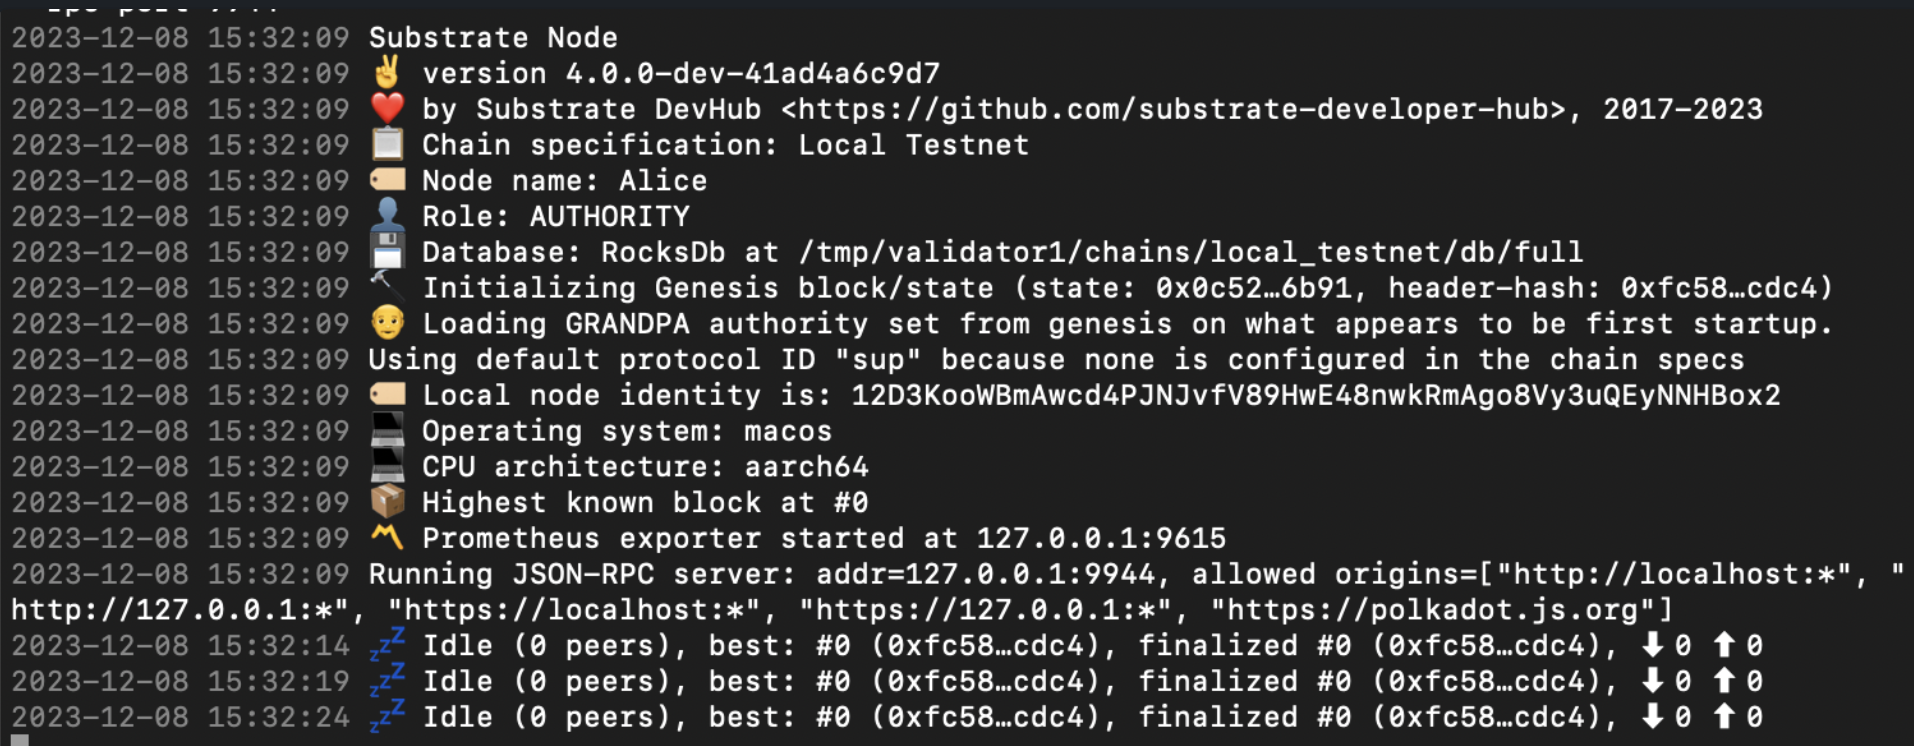 2023-12-08 15:32:09 Substrate Node
2023-12-08 15:32:09 ✌️ version 4.0.0-dev-41ad4a6c9d7
2023-12-08 15:32:09 ❤️ by Substrate DevHub <https://github.com/substrate-developer-hub>, 2017-2023
2023-12-08 15:32:09 📋 Chain specification: Local Testnet
2023-12-08 15:32:09 🏷 Node name: Alice
2023-12-08 15:32:09 👤 Role: AUTHORITY
2023-12-08 15:32:09 💾 Database: RocksDb at /tmp/validator1/chains/local_testnet/db/full
2023-12-08 15:32:09 🔨 Initializing Genesis block/state (state: 0x0c52…6b91, header-hash: 0xfc58…cdc4)
2023-12-08 15:32:09 👴 Loading GRANDPA authority set from genesis on what appears to be first startup.
2023-12-08 15:32:09 Using default protocol ID "sup" because none is configured in the chain specs
2023-12-08 15:32:09 🏷 Local node identity is: 12D3KooWBmAwcd4PJNJvfV89HwE48nwkRmAgo8Vy3uQEyNNHBox2
2023-12-08 15:32:09 💻 Operating system: macos
2023-12-08 15:32:09 💻 CPU architecture: aarch64
2023-12-08 15:32:09 📦 Highest known block at #0
2023-12-08 15:32:09 〽️ Prometheus exporter started at 127.0.0.1:9615
2023-12-08 15:32:09 Running JSON-RPC server: addr=127.0.0.1:9944, allowed origins=["http://localhost:*", "
http://127.0.0.1:*", "https://localhost:*", "https://127.0.0.1:*", "https://polkadot.js.org"]
2023-12-08 15:32:14 💤 Idle (0 peers), best: #0 (0xfc58…cdc4), finalized #0 (0xfc58…cdc4), ⬇ 0 ⬆ 0
2023-12-08 15:32:19 💤 Idle (0 peers), best: #0 (0xfc58…cdc4), finalized #0 (0xfc58…cdc4), ⬇ 0 ⬆ 0
2023-12-08 15:32:24 💤 Idle (0 peers), best: #0 (0xfc58…cdc4), finalized #0 (0xfc58…cdc4), ⬇ 0 ⬆ 0